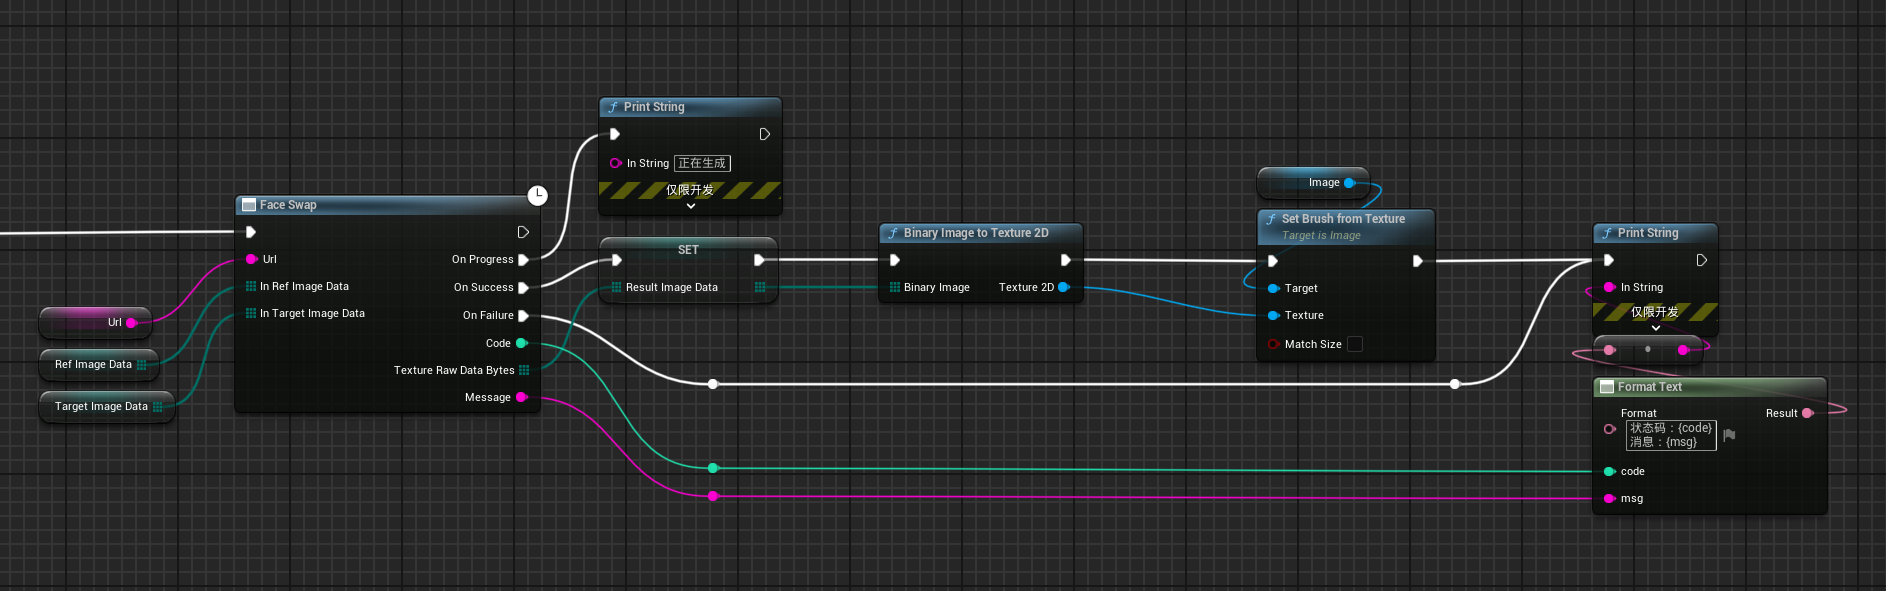 Print String
In String 正在生成
仅限开发
Face Swap
Url
In Ref Image Data
In Target Image Data
On Progress
On Success
On Failure
Code
Texture Raw Data Bytes
Message
Url
Ref Image Data
Target Image Data
SET
Result Image Data
Binary Image to Texture 2D
Binary Image
Texture 2D
Image
Set Brush from Texture
Target is Image
Target
Texture
Match Size
Print String
In String
仅限开发
Format Text
Format
Result
状态码：{code}
消息：{msg}
code
msg